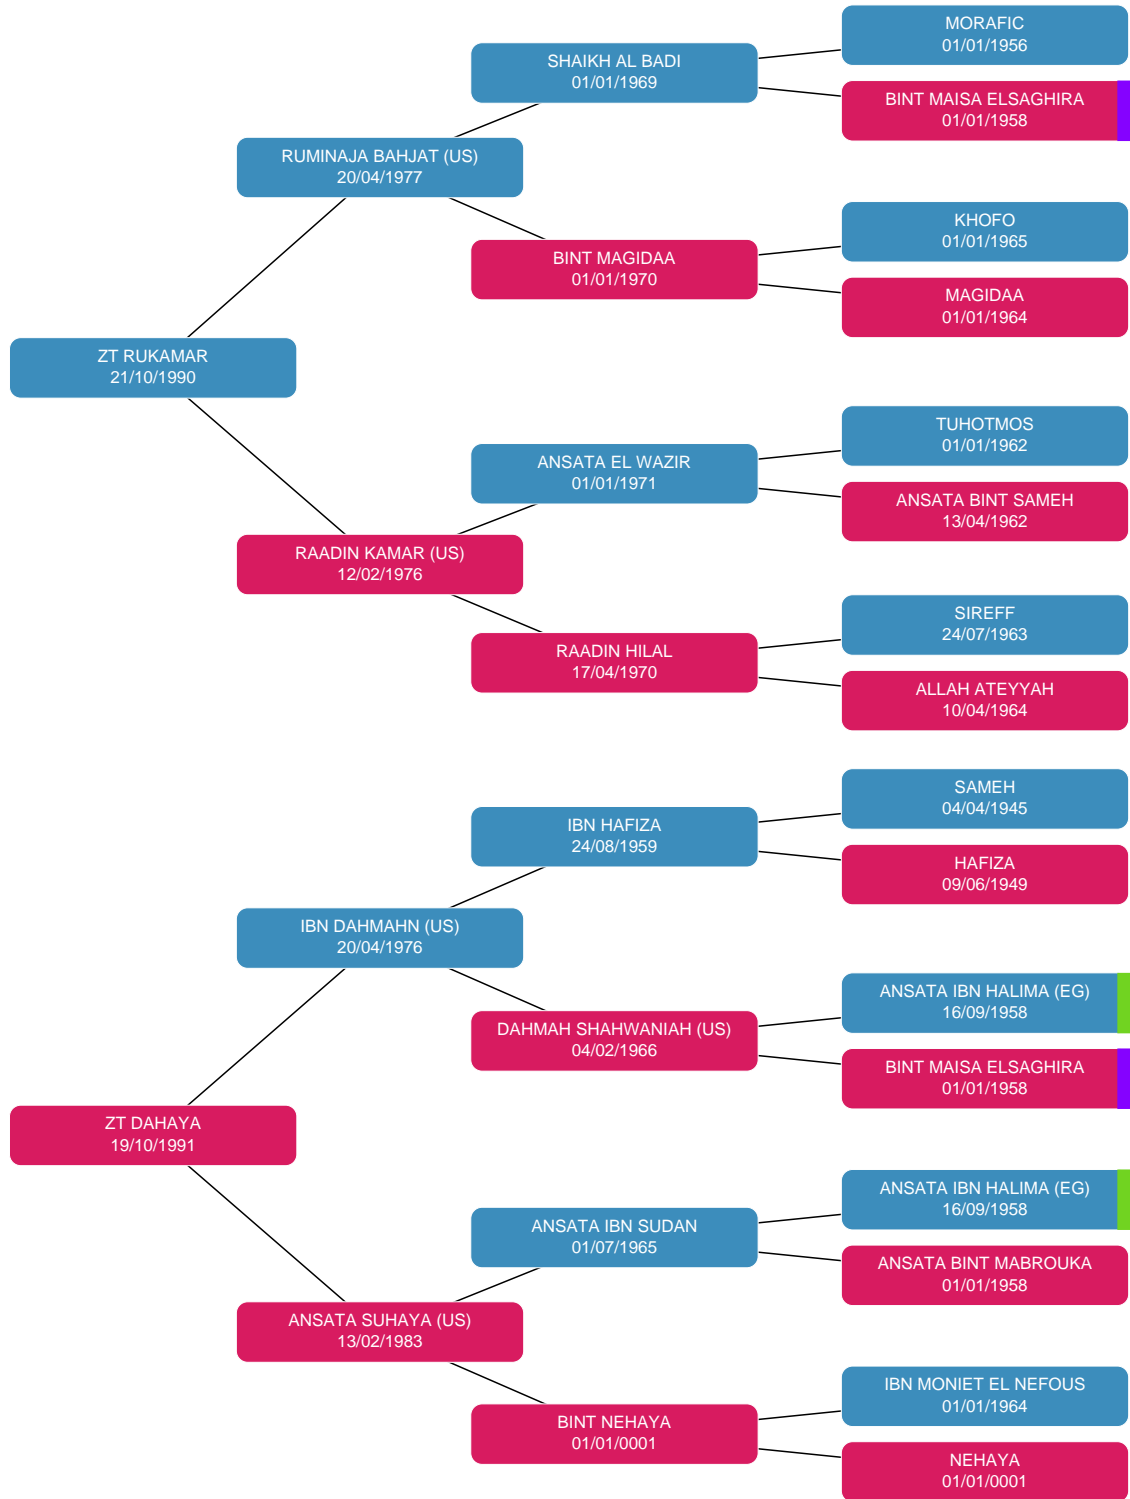 MORAFIC
01/01/1956
SHAIKH AL BADI
01/01/1969
BINT MAISA ELSAGHIRA
01/01/1958
RUMINAJA BAHJAT (US)
20/04/1977
KHOFO
01/01/1965
BINT MAGIDAA
01/01/1970
MAGIDAA
01/01/1964
ZT RUKAMAR
21/10/1990
TUHOTMOS
01/01/1962
ANSATA EL WAZIR
01/01/1971
ANSATA BINT SAMEH
13/04/1962
RAADIN KAMAR (US)
12/02/1976
SIREFF
24/07/1963
RAADIN HILAL
17/04/1970
ALLAH ATEYYAH
10/04/1964
SAMEH
04/04/1945
IBN HAFIZA
24/08/1959
HAFIZA
09/06/1949
IBN DAHMAHN (US)
20/04/1976
ANSATA IBN HALIMA (EG)
16/09/1958
DAHMAH SHAHWANIAH (US)
04/02/1966
BINT MAISA ELSAGHIRA
01/01/1958
ZT DAHAYA
19/10/1991
ANSATA IBN HALIMA (EG)
16/09/1958
ANSATA IBN SUDAN
01/07/1965
ANSATA BINT MABROUKA
01/01/1958
ANSATA SUHAYA (US)
13/02/1983
IBN MONIET EL NEFOUS
01/01/1964
BINT NEHAYA
01/01/0001
NEHAYA
01/01/0001